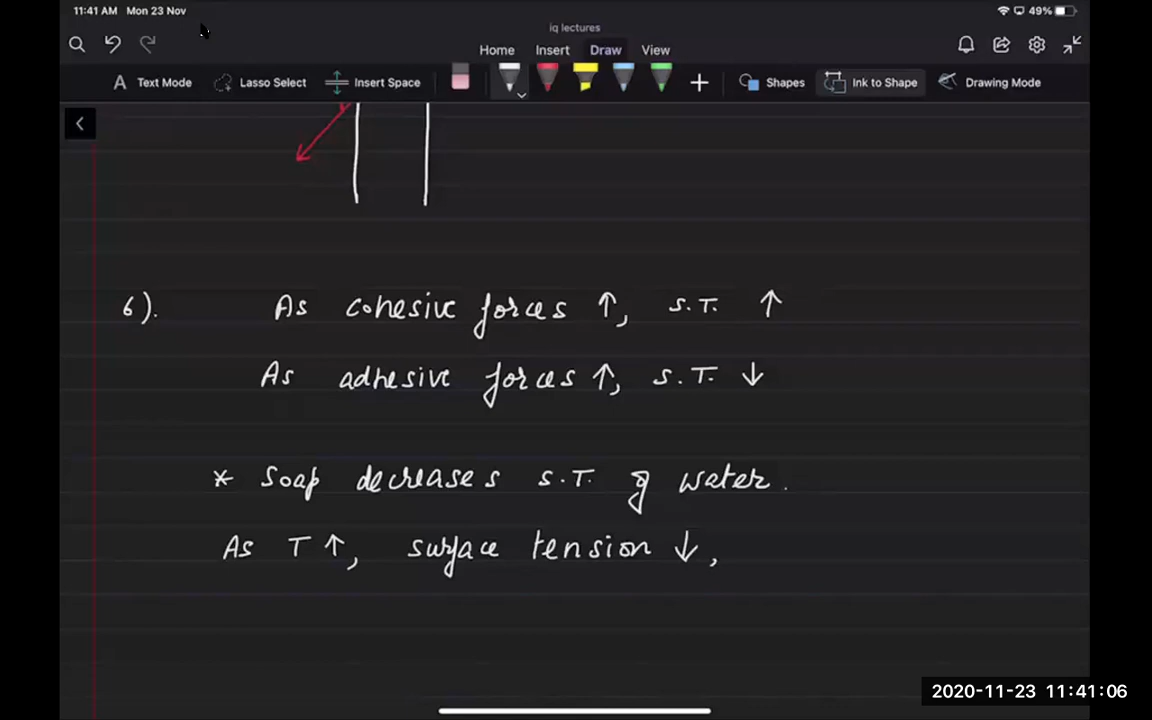 11:41 AM Mon 23 Nov
49%
iq lectures
Home Insert Draw View
Text Mode Lasso Select Insert Space Shapes Ink to Shape Drawing Mode
6). As cohesive forces ↑, S.T. ↑
As adhesive forces ↑, S.T. ↓
* Soap decreases S.T. of water.
As T ↑, surface tension ↓,
2020-11-23 11:41:06